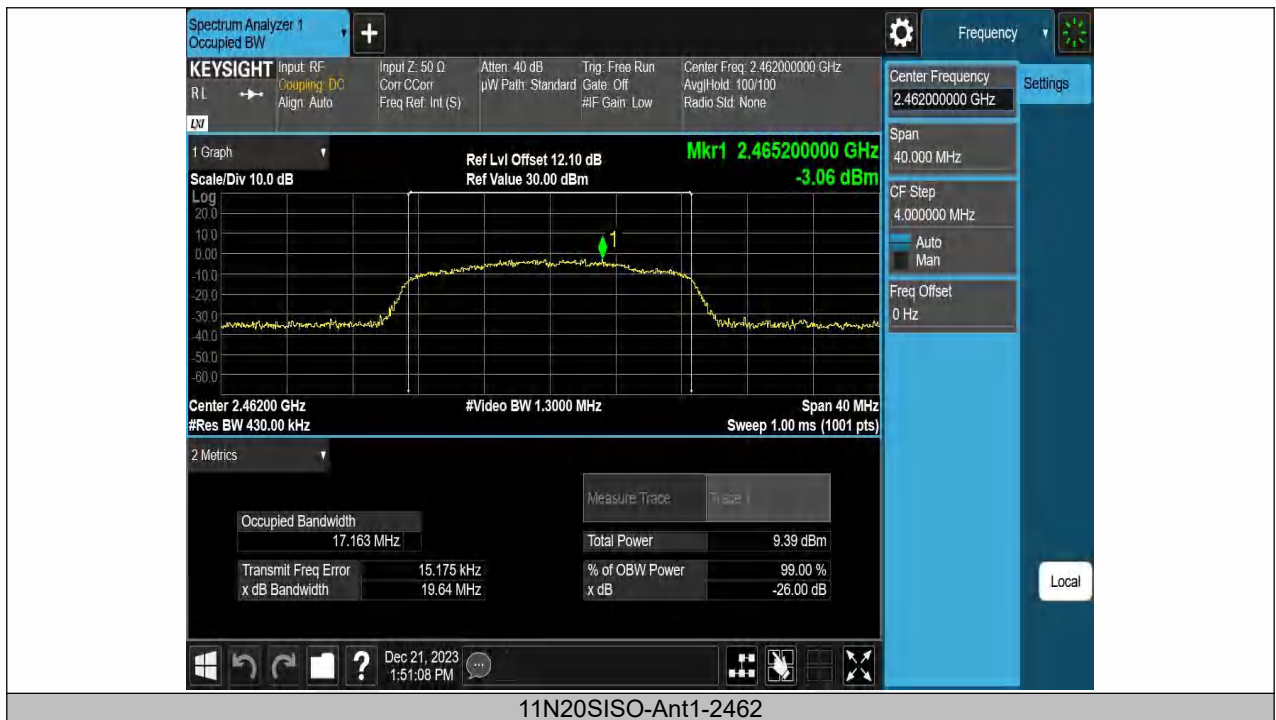 Spectrum Analyzer 1
Occupied BW
+
Frequency
KEYSIGHT
Input: RF
Input Z: 50 Ω
Atten: 40 dB
Trig: Free Run
Center Freq: 2.462000000 GHz
RL
Coupling: DC
Corr CCorr
µW Path: Standard
Gate: Off
Avg|Hold: 100/100
Align: Auto
Freq Ref: Int (S)
#IF Gain: Low
Radio Std: None
LXI
Center Frequency
2.462000000 GHz
Settings
Span
40.000 MHz
CF Step
4.000000 MHz
Auto
Man
Freq Offset
0 Hz
1 Graph
Ref Lvl Offset 12.10 dB
Mkr1 2.465200000 GHz
Scale/Div 10.0 dB
Ref Value 30.00 dBm
-3.06 dBm
Log
20.0
10.0
0.00
-10.0
-20.0
-30.0
-40.0
-50.0
-60.0
1
Center 2.46200 GHz
#Video BW 1.3000 MHz
Span 40 MHz
#Res BW 430.00 kHz
Sweep 1.00 ms (1001 pts)
2 Metrics
Measure Trace
Trace 1
Occupied Bandwidth
17.163 MHz
Total Power
9.39 dBm
Transmit Freq Error
15.175 kHz
% of OBW Power
99.00 %
x dB Bandwidth
19.64 MHz
x dB
-26.00 dB
Local
?
Dec 21, 2023
1:51:08 PM
11N20SISO-Ant1-2462